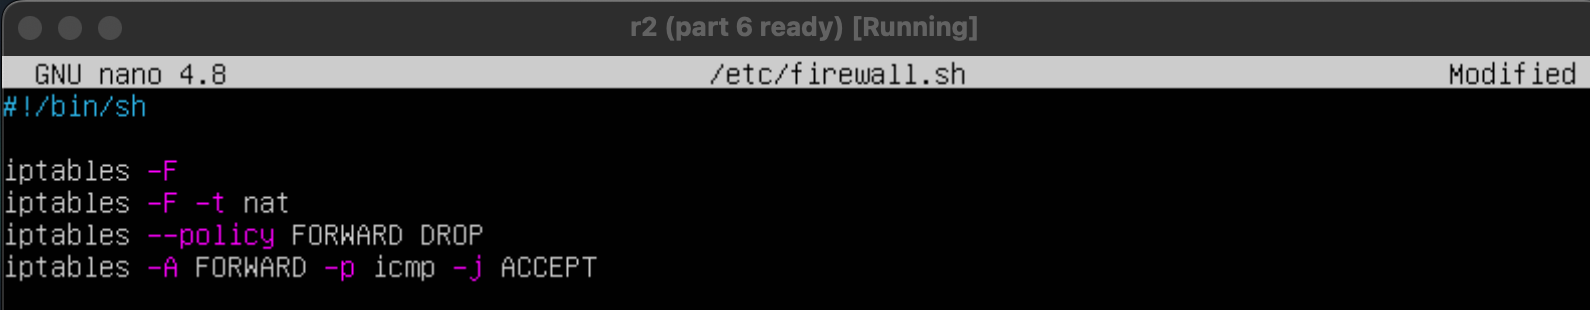 r2 (part 6 ready) [Running]
GNU nano 4.8 /etc/firewall.sh Modified
#!/bin/sh
iptables -F
iptables -F -t nat
iptables --policy FORWARD DROP
iptables -A FORWARD -p icmp -j ACCEPT